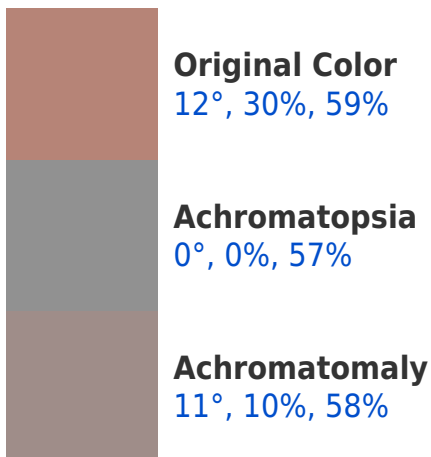 Original Color
12°, 30%, 59%
Achromatopsia
0°, 0%, 57%
Achromatomaly
11°, 10%, 58%